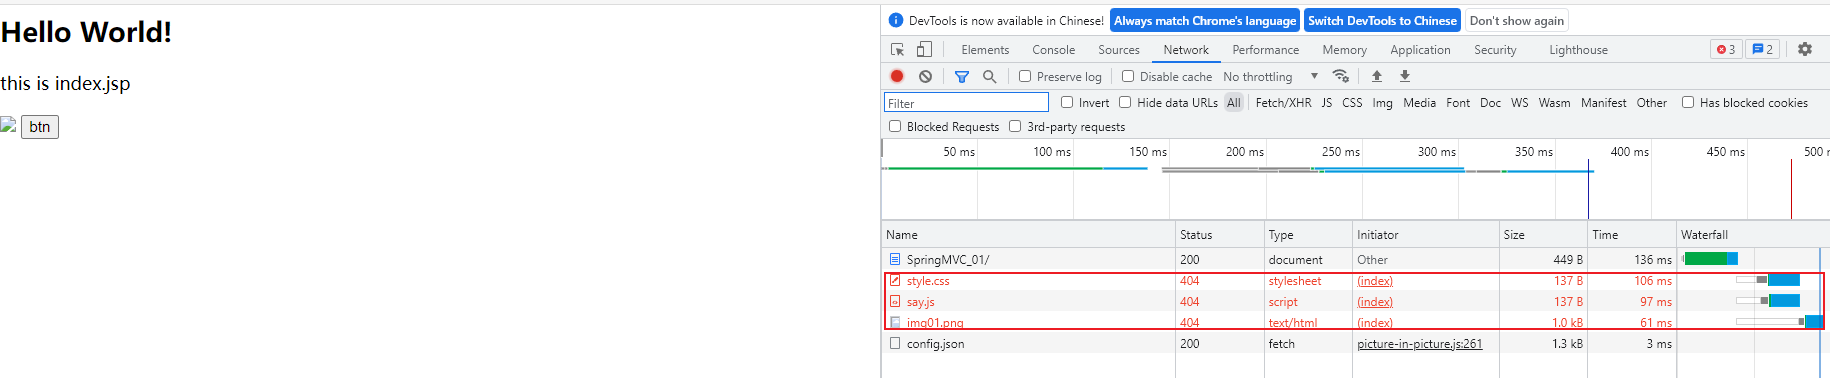 Hello World!
this is index.jsp
btn
DevTools is now available in Chinese! Always match Chrome's language Switch DevTools to Chinese Don't show again
Elements Console Sources Network Performance Memory Application Security Lighthouse 3 2
Preserve log Disable cache No throttling
Filter Invert Hide data URLs All Fetch/XHR JS CSS Img Media Font Doc WS Wasm Manifest Other Has blocked cookies
Blocked Requests 3rd-party requests
50 ms 100 ms 150 ms 200 ms 250 ms 300 ms 350 ms 400 ms 450 ms 500 m
Name Status Type Initiator Size Time Waterfall
SpringMVC_01/ 200 document Other 449 B 136 ms
style.css 404 stylesheet (index) 137 B 106 ms
say.js 404 script (index) 137 B 97 ms
img01.png 404 text/html (index) 1.0 kB 61 ms
config.json 200 fetch picture-in-picture.js:261 1.3 kB 3 ms